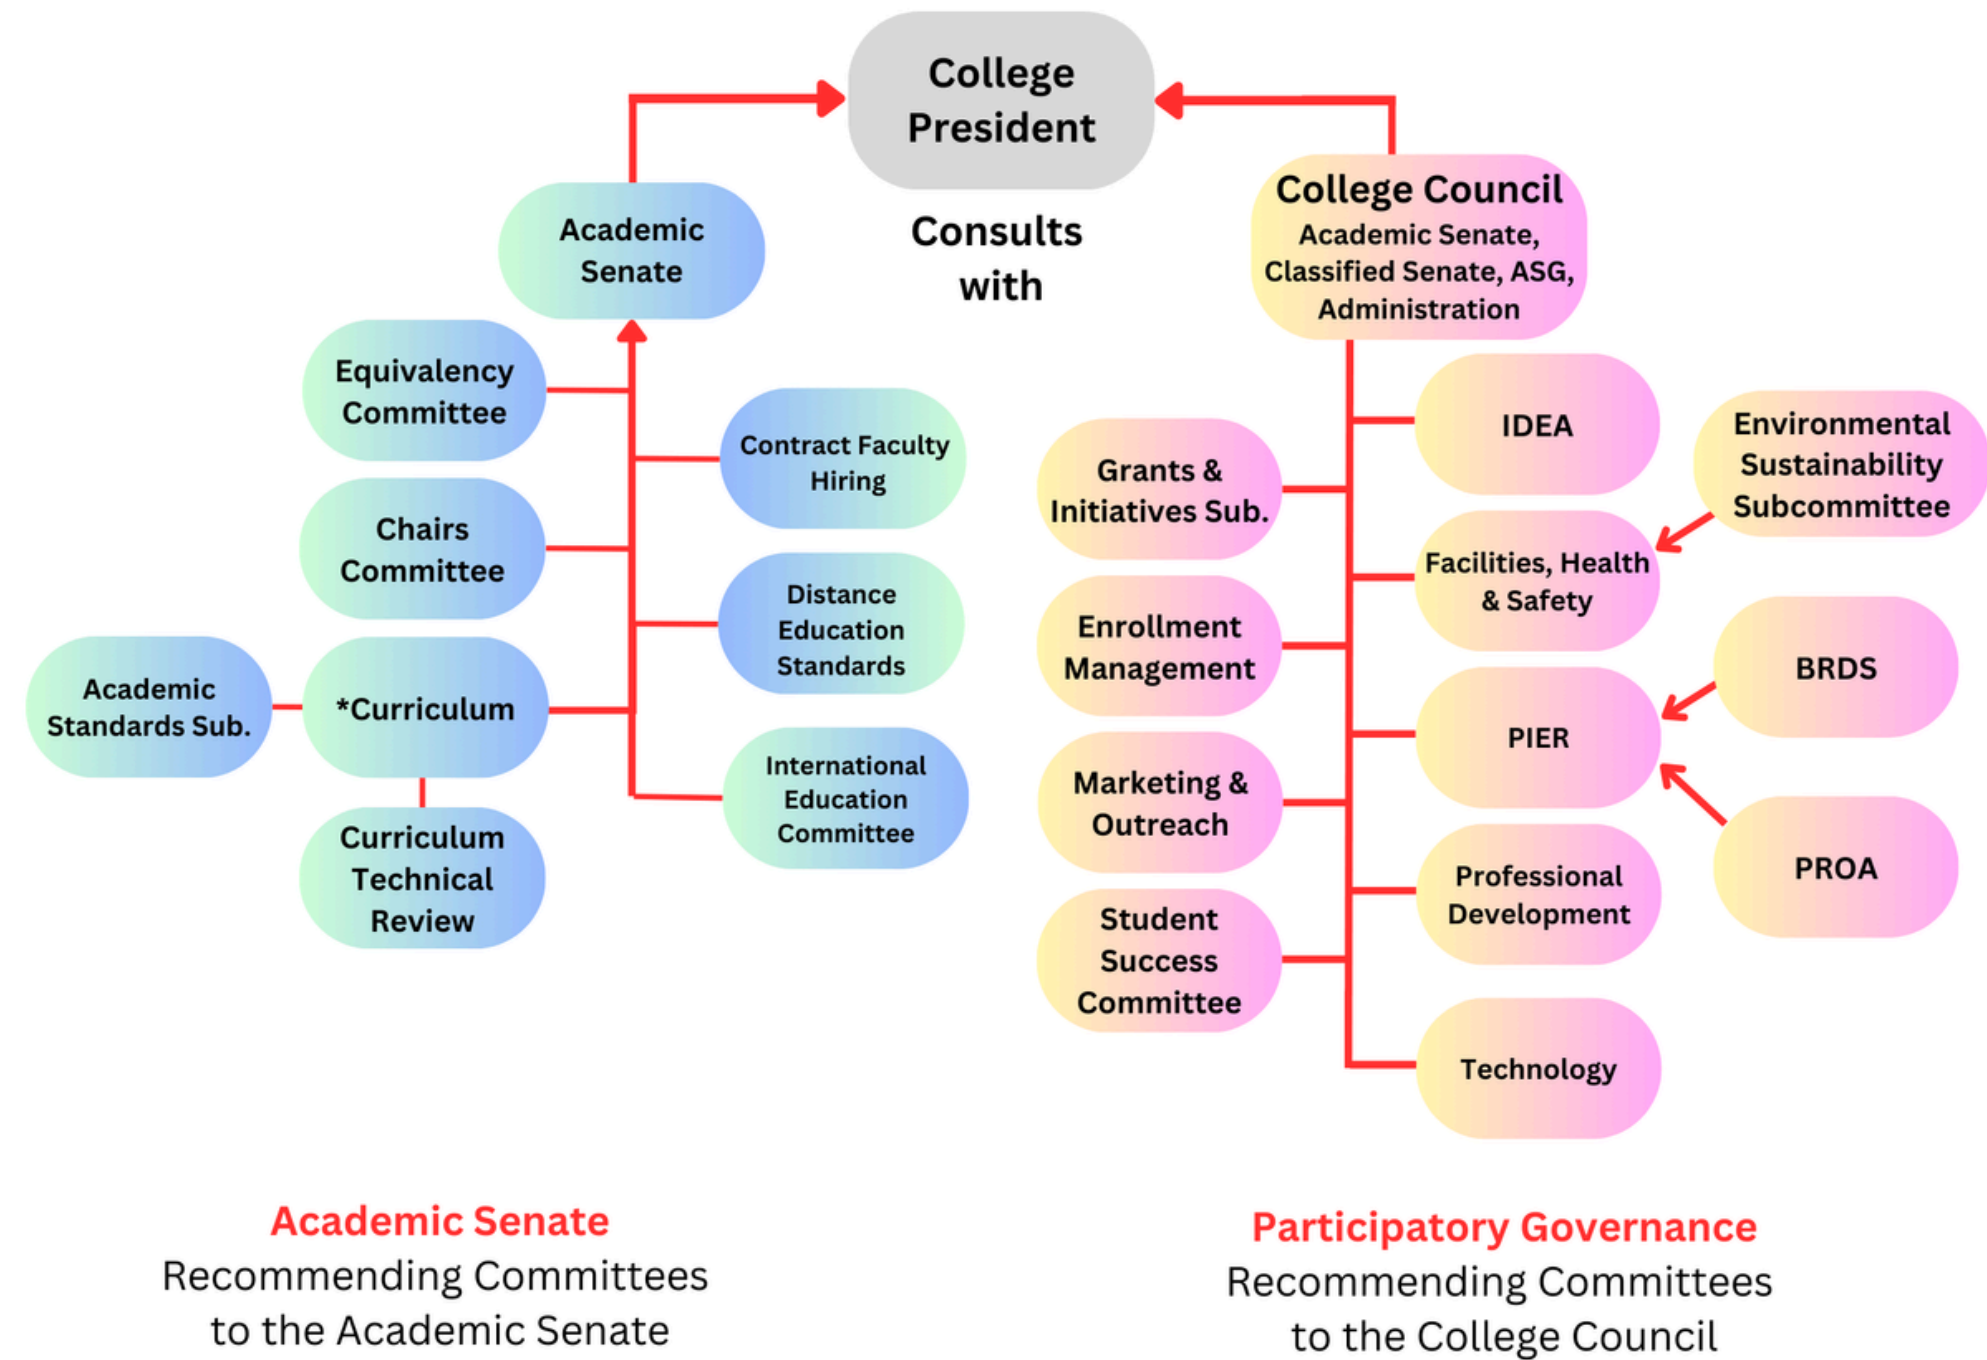 College
President
Consults
with
Academic
Senate
Equivalency
Committee
Chairs
Committee
Academic
Standards Sub.
*Curriculum
Curriculum
Technical
Review
Contract Faculty
Hiring
Distance
Education
Standards
International
Education
Committee
College Council
Academic Senate,
Classified Senate, ASG,
Administration
Grants &
Initiatives Sub.
Enrollment
Management
Marketing &
Outreach
Student
Success
Committee
IDEA
Facilities, Health
& Safety
PIER
Professional
Development
Technology
Environmental
Sustainability
Subcommittee
BRDS
PROA
Academic Senate
Recommending Committees
to the Academic Senate
Participatory Governance
Recommending Committees
to the College Council